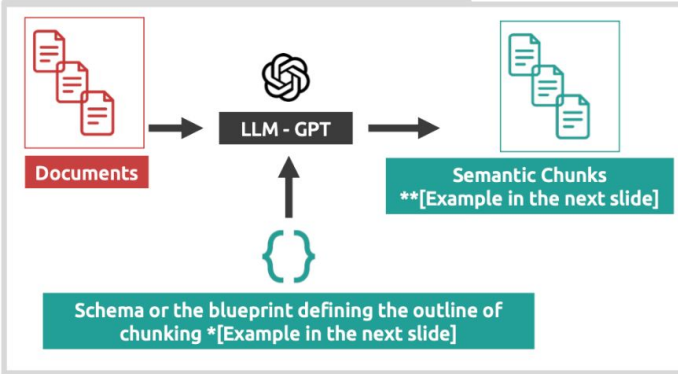 LLM - GPT
Documents
Semantic Chunks
**[Example in the next slide]
{ }
Schema or the blueprint defining the outline of
chunking *[Example in the next slide]